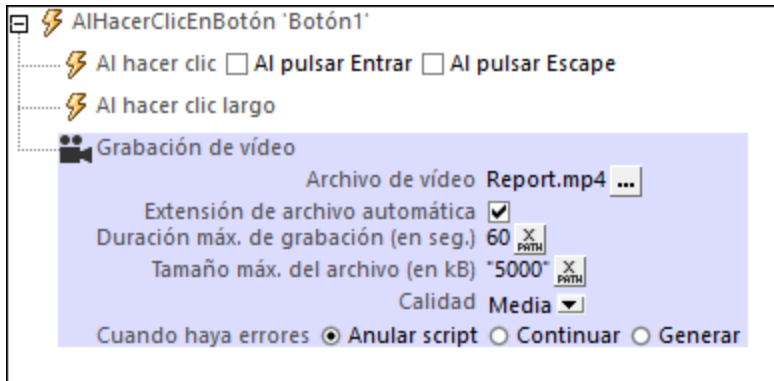 AlHacerClicEnBotón 'Botón1'
Al hacer clic Al pulsar Entrar Al pulsar Escape
Al hacer clic largo
Grabación de vídeo
Archivo de vídeo Report.mp4 ...
Extensión de archivo automática
Duración máx. de grabación (en seg.) 60 X PATH
Tamaño máx. del archivo (en kB) "5000" X PATH
Calidad Media
Cuando haya errores Anular script Continuar Generar